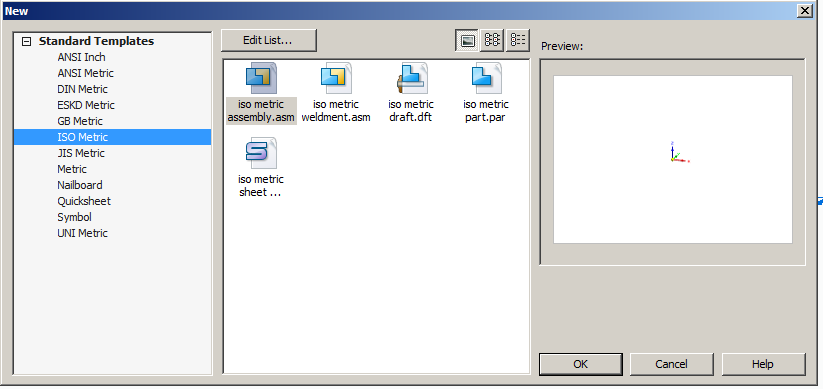 New
Standard Templates
ANSI Inch
ANSI Metric
DIN Metric
ESKD Metric
GB Metric
ISO Metric
JIS Metric
Metric
Nailboard
Quicksheet
Symbol
UNI Metric
Edit List...
iso metric
assembly.asm
iso metric
weldment.asm
iso metric
draft.dft
iso metric
part.par
iso metric
sheet ...
Preview:
OK
Cancel
Help